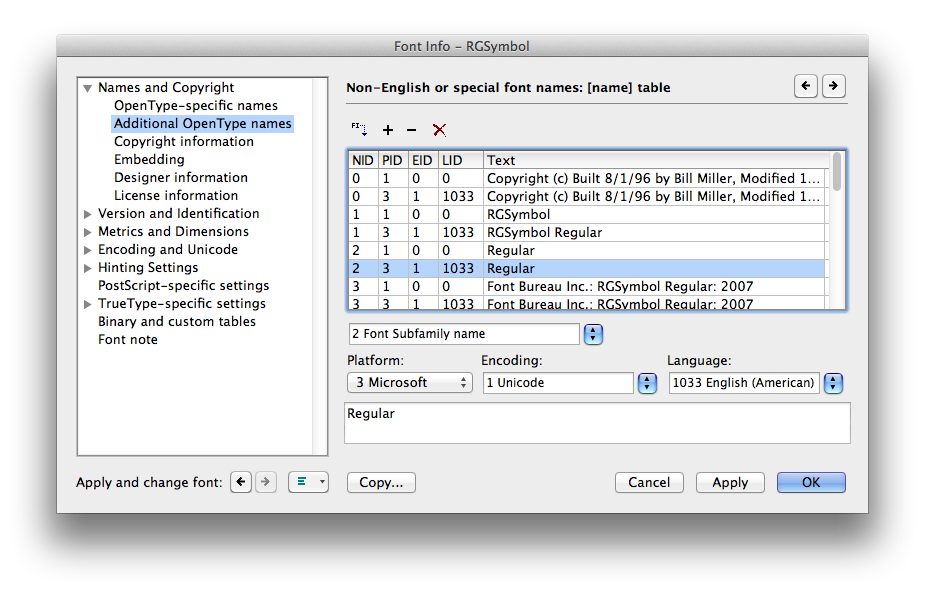 Font Info – RGSymbol
Names and Copyright
OpenType-specific names
Additional OpenType names
Copyright information
Embedding
Designer information
License information
Version and Identification
Metrics and Dimensions
Encoding and Unicode
Hinting Settings
PostScript-specific settings
TrueType-specific settings
Binary and custom tables
Font note
Non-English or special font names: [name] table
FI
NID PID EID LID Text
0 1 0 0 Copyright (c) Built 8/1/96 by Bill Miller, Modified 1...
0 3 1 1033 Copyright (c) Built 8/1/96 by Bill Miller, Modified 1...
1 1 0 0 RGSymbol
1 3 1 1033 RGSymbol Regular
2 1 0 0 Regular
2 3 1 1033 Regular
3 1 0 0 Font Bureau Inc.: RGSymbol Regular: 2007
3 3 1 1033 Font Bureau Inc.: RGSymbol Regular: 2007
2 Font Subfamily name
Platform: Encoding: Language:
3 Microsoft 1 Unicode 1033 English (American)
Regular
Apply and change font: Copy... Cancel Apply OK